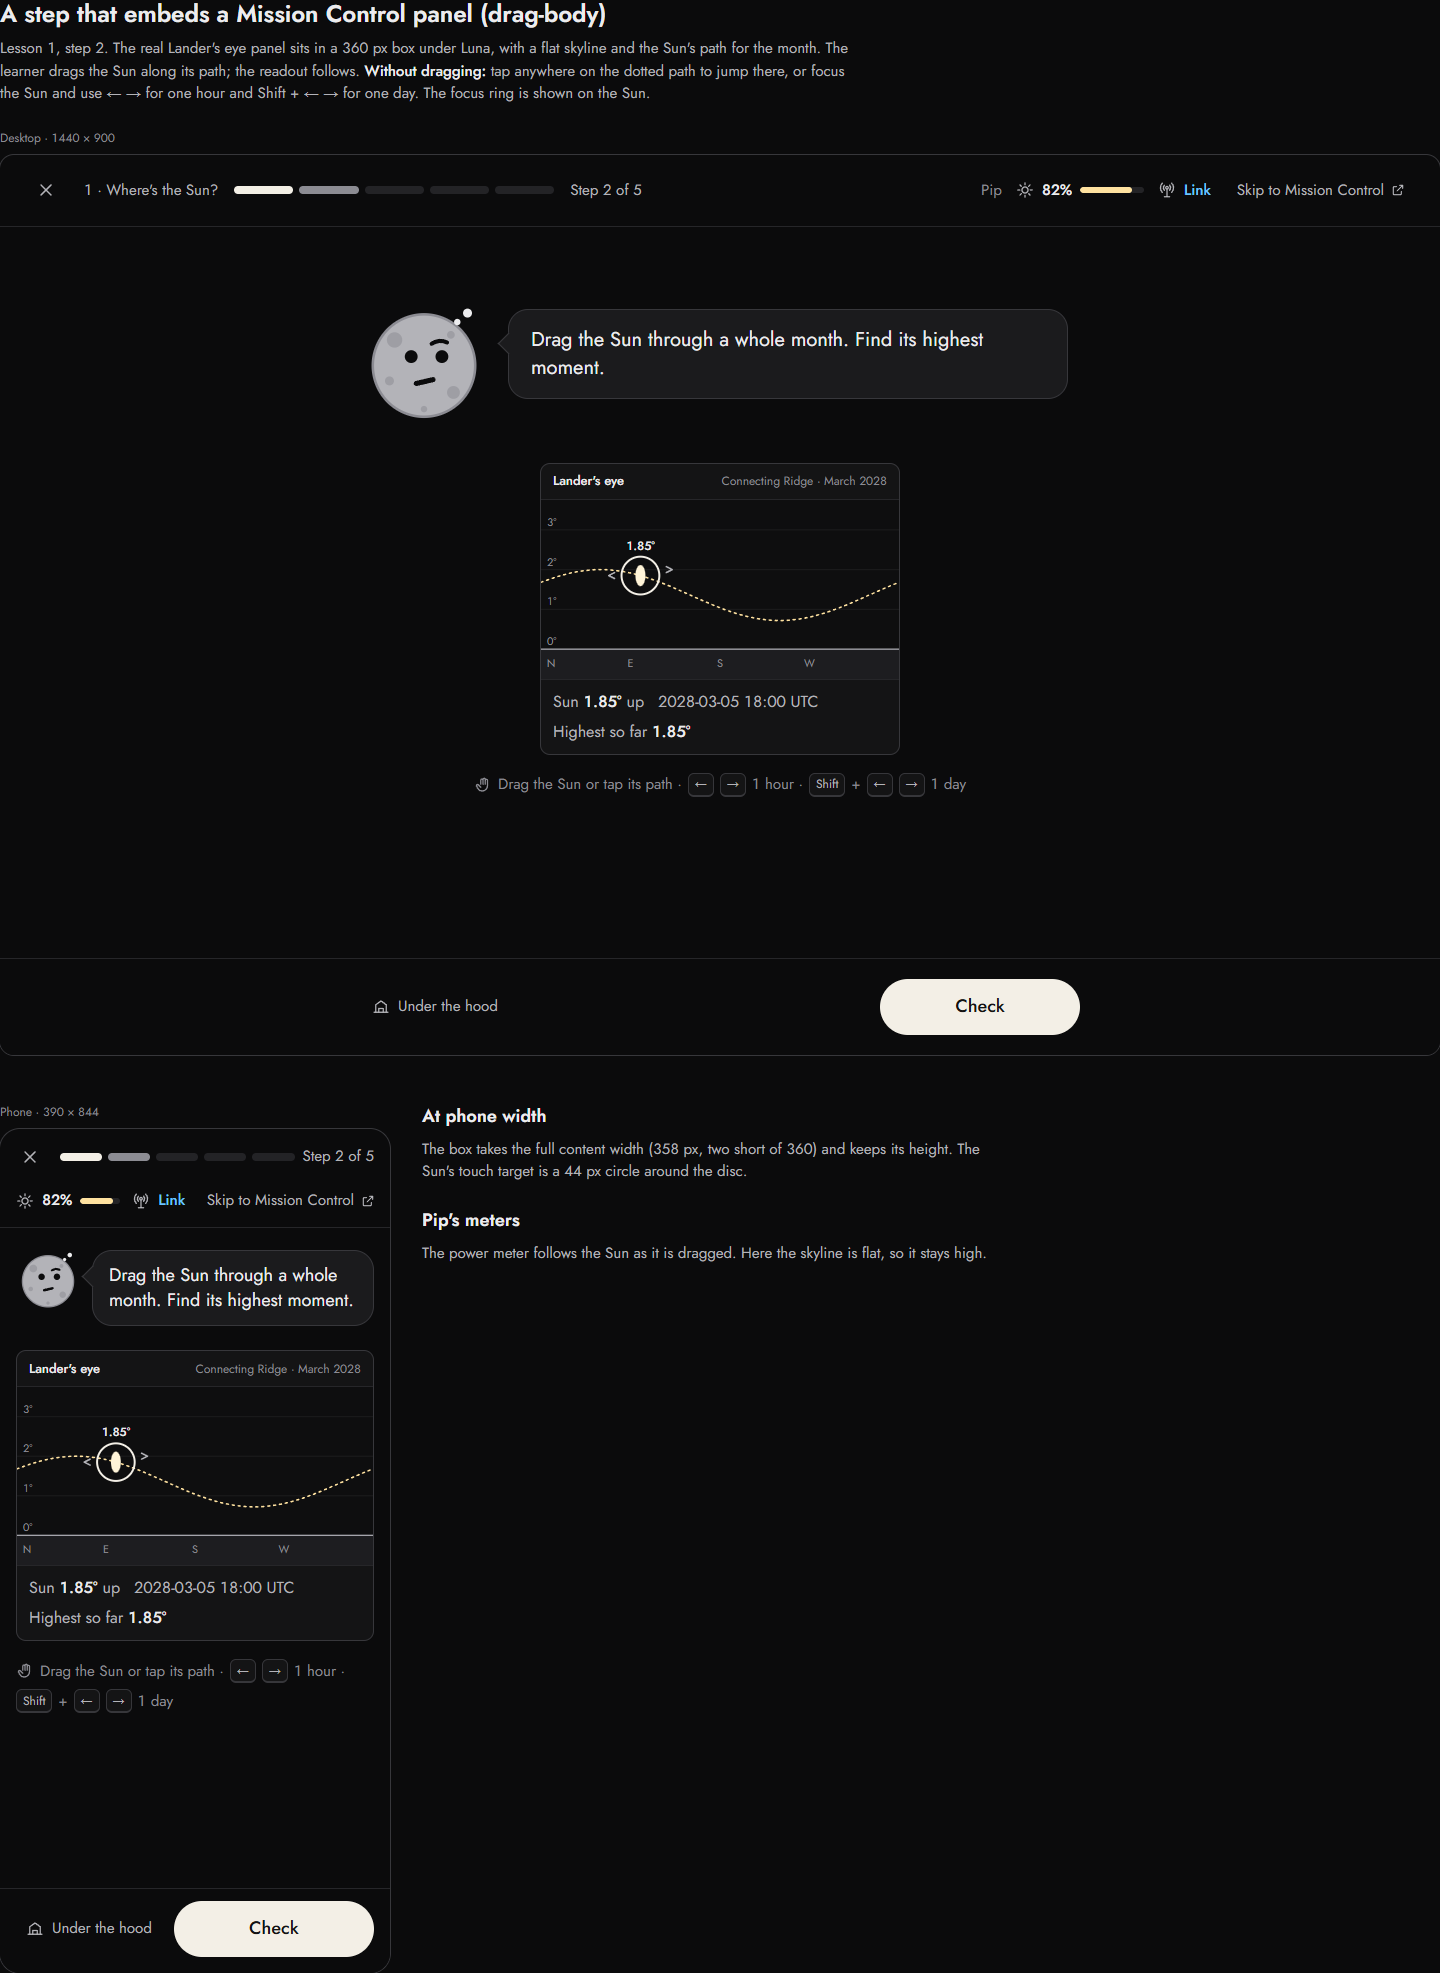 A step that embeds a Mission Control panel (drag-body)
Lesson 1, step 2. The real Lander's eye panel sits in a 360 px box under Luna, with a flat skyline and the Sun's path for the month. The
learner drags the Sun along its path; the readout follows. Without dragging: tap anywhere on the dotted path to jump there, or focus
the Sun and use ← → for one hour and Shift + ← → for one day. The focus ring is shown on the Sun.
Desktop · 1440 × 900
1 · Where's the Sun?
Step 2 of 5
Pip
82%
Link
Skip to Mission Control
Drag the Sun through a whole month. Find its highest
moment.
Lander's eye
Connecting Ridge · March 2028
3°
1.85°
2°
< >
1°
0°
N E S W
Sun 1.85° up 2028-03-05 18:00 UTC
Highest so far 1.85°
Drag the Sun or tap its path · ← → 1 hour · Shift + ← → 1 day
Under the hood
Check
Phone · 390 × 844
Step 2 of 5
82%
Link
Skip to Mission Control
Drag the Sun through a whole
month. Find its highest moment.
Lander's eye
Connecting Ridge · March 2028
3°
1.85°
2°
< >
1°
0°
N E S W
Sun 1.85° up 2028-03-05 18:00 UTC
Highest so far 1.85°
Drag the Sun or tap its path · ← → 1 hour ·
Shift + ← → 1 day
Under the hood
Check
At phone width
The box takes the full content width (358 px, two short of 360) and keeps its height. The
Sun's touch target is a 44 px circle around the disc.
Pip's meters
The power meter follows the Sun as it is dragged. Here the skyline is flat, so it stays high.